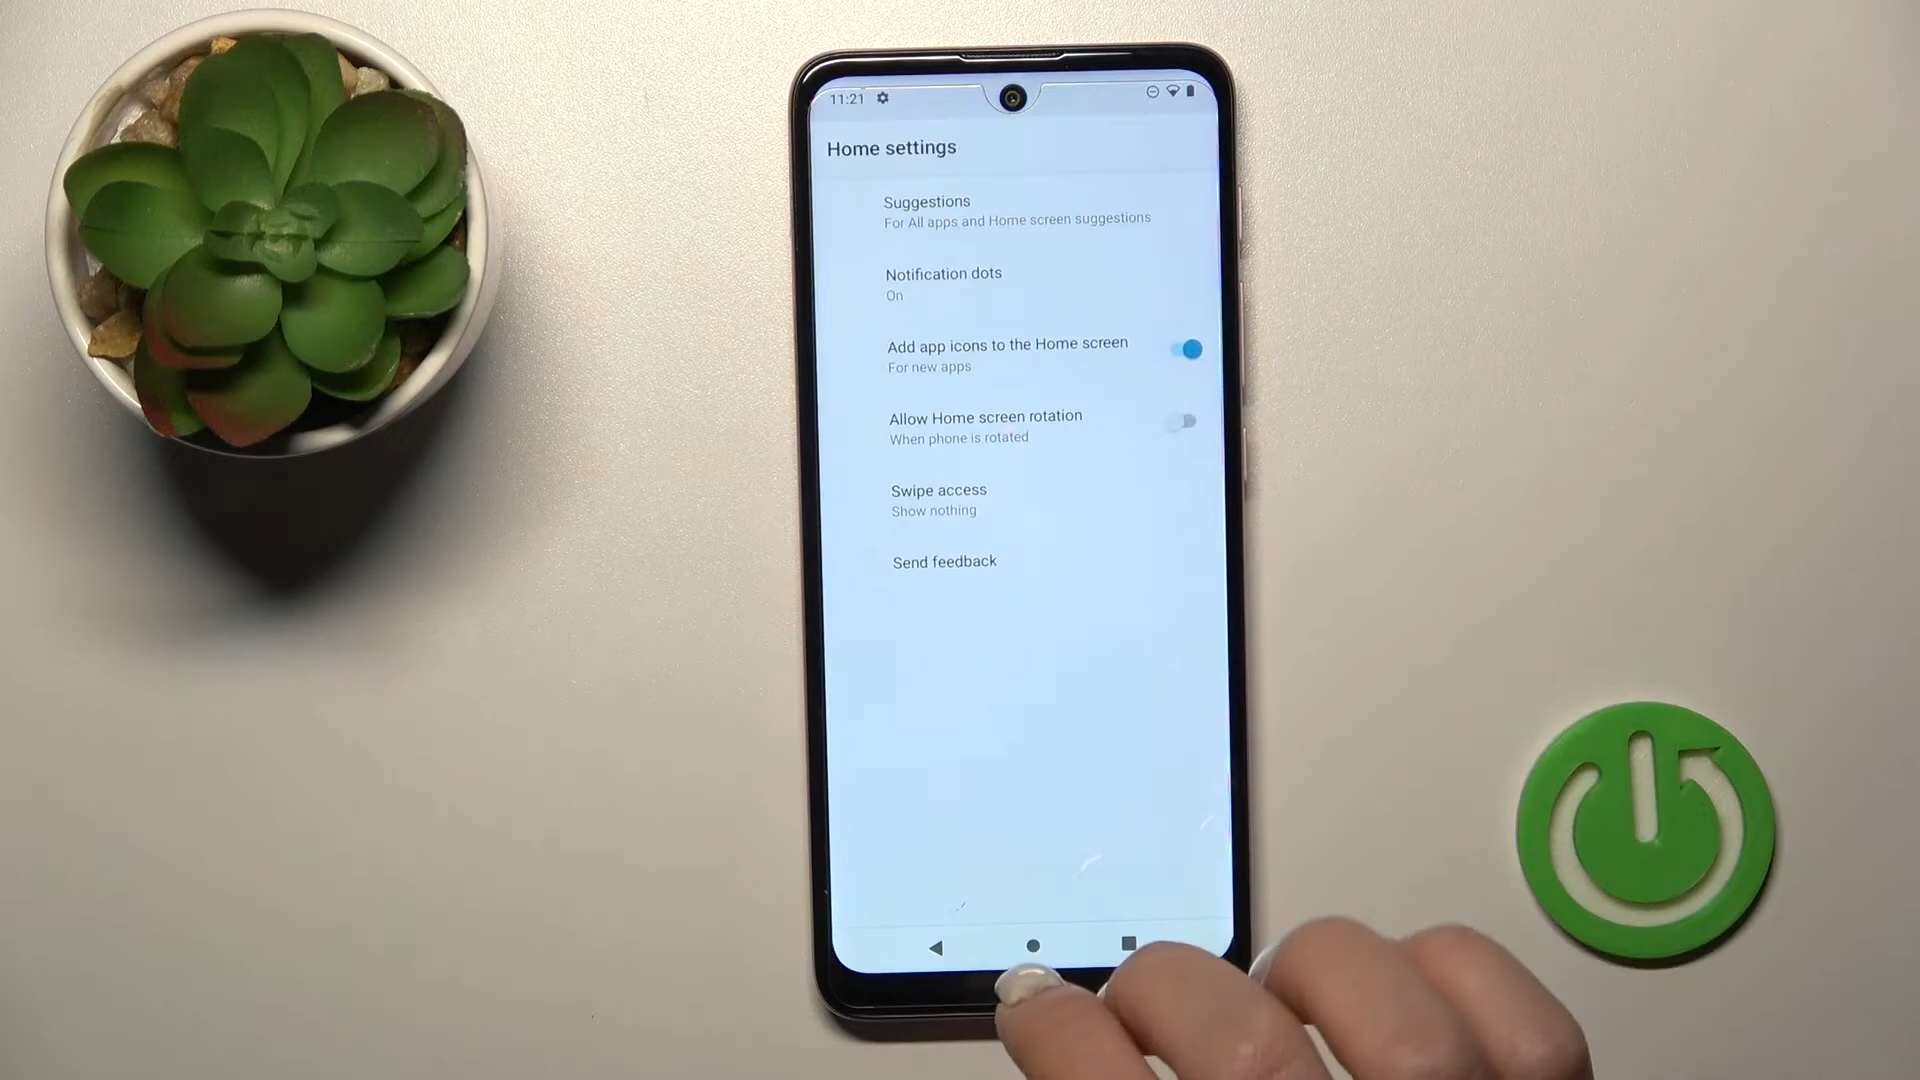 11:21
Home settings
Suggestions
For All apps and Home screen suggestions
Notification dots
On
Add app icons to the Home screen
For new apps
Allow Home screen rotation
When phone is rotated
Swipe access
Show nothing
Send feedback